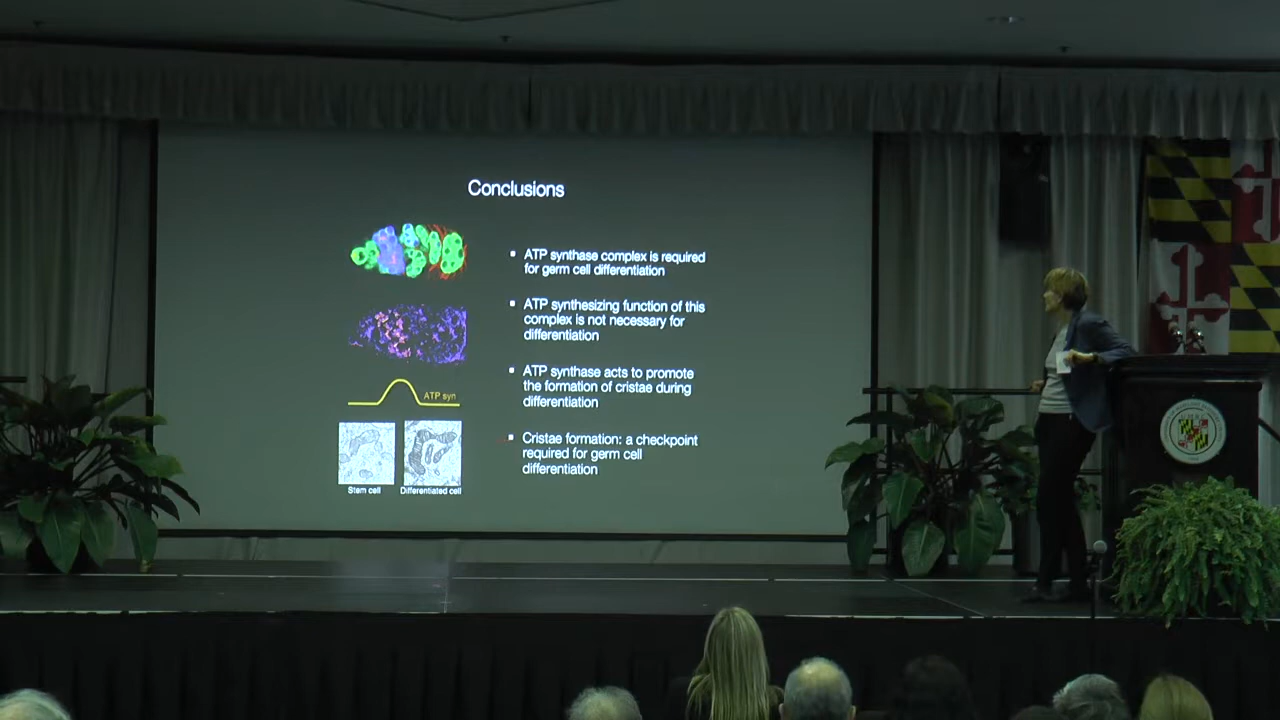 Conclusions
▪ ATP synthase complex is required
for germ cell differentiation
▪ ATP synthesizing function of this
complex is not necessary for
differentiation
▪ ATP synthase acts to promote
the formation of cristae during
differentiation
ATP syn
▪ Cristae formation: a checkpoint
required for germ cell
differentiation
Stem cell
Differentiated cell